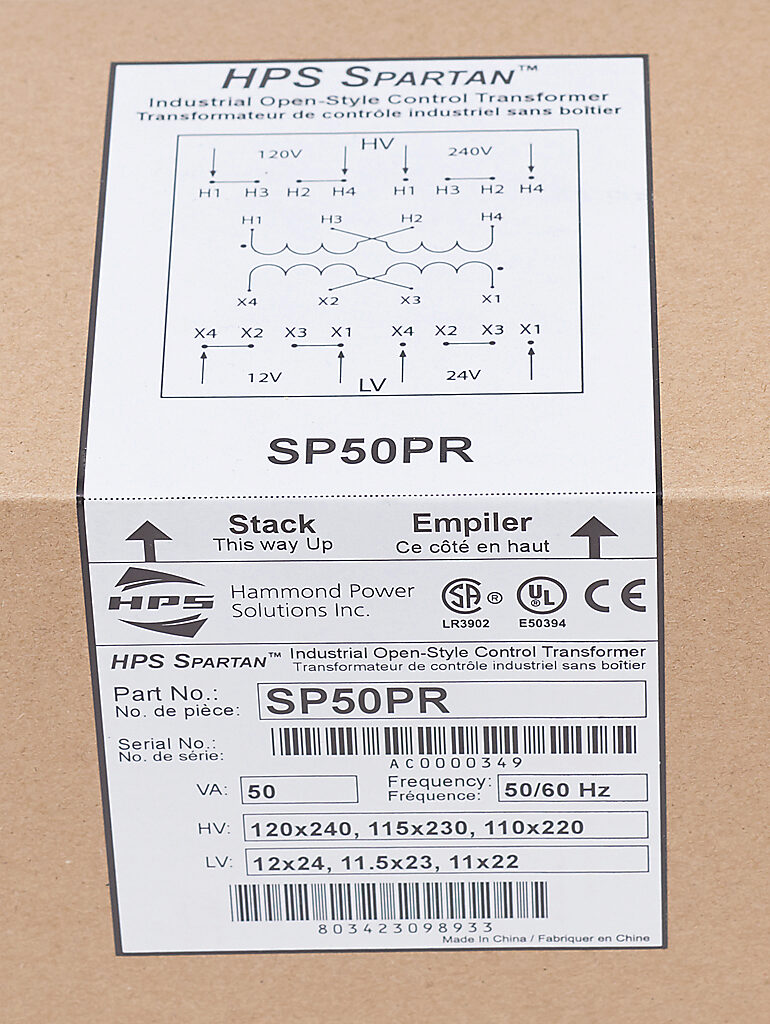 HPS SPARTAN™
Industrial Open-Style Control Transformer
Transformateur de contrôle industriel sans boîtier
HV
120V 240V
H1 H3 H2 H4 H1 H3 H2 H4
H1 H3 H2 H4
X4 X2 X3 X1
X4 X2 X3 X1 X4 X2 X3 X1
12V LV 24V
SP50PR
Stack Empiler
This way Up Ce côté en haut
HPS Hammond Power
Solutions Inc.
SA ® UL CE
LR3902 E50394
HPS SPARTAN™ Industrial Open-Style Control Transformer
Transformateur de contrôle industriel sans boîtier
Part No.: SP50PR
No. de pièce:
Serial No.:
No. de série:
AC0000349
VA: 50 Frequency: 50/60 Hz
Fréquence:
HV: 120x240, 115x230, 110x220
LV: 12x24, 11.5x23, 11x22
803423098933
Made In China / Fabriquer en Chine